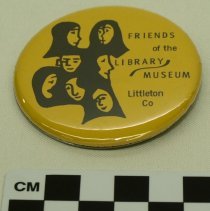 FRIENDS
of the
LIBRARY
MUSEUM
Littleton
Co
CM